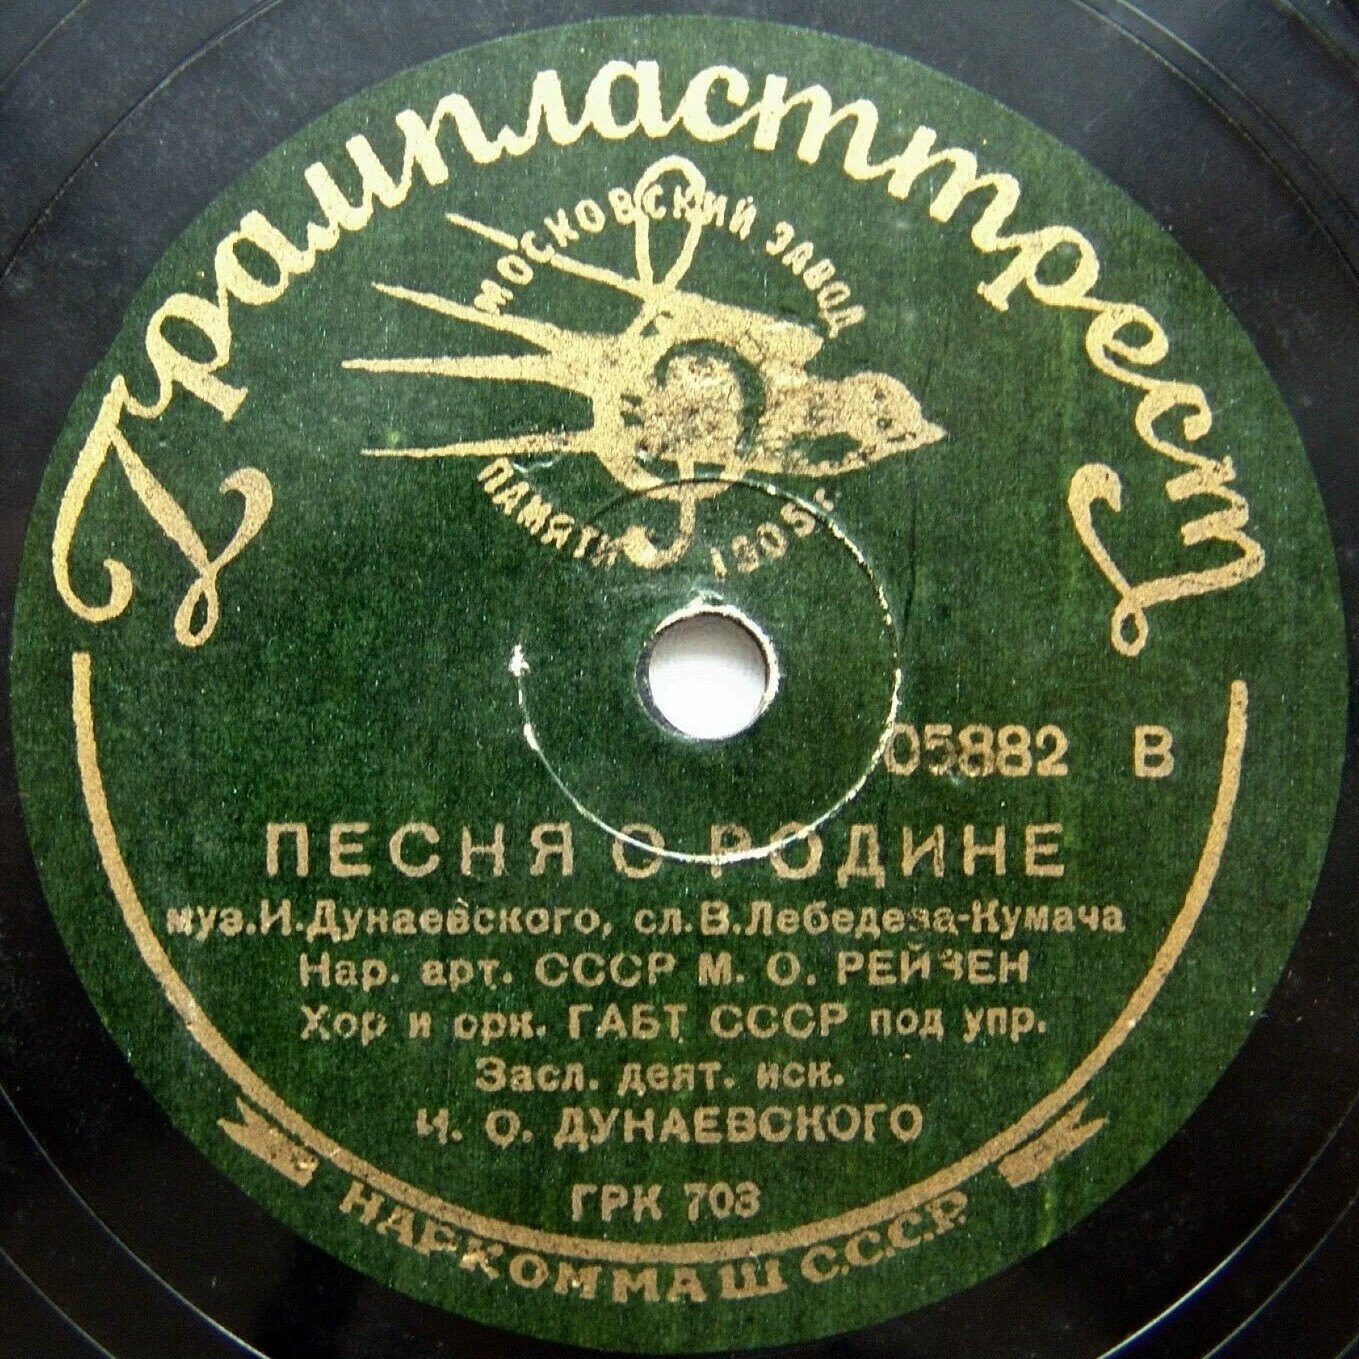 Грампласттрест
МОСКОВСКИЙ ЗАВОД
ПАМЯТИ 1905 г.
05882 В
ПЕСНЯ О РОДИНЕ
муз.И.Дунаевского, сл.В.Лебедева-Кумача
Нар. арт. СССР М. О. РЕЙЗЕН
Хор и орк. ГАБТ СССР под упр.
Засл. деят. иск.
И. О. ДУНАЕВСКОГО
ГРК 703
НАРКОММАШ С.С.С.Р.